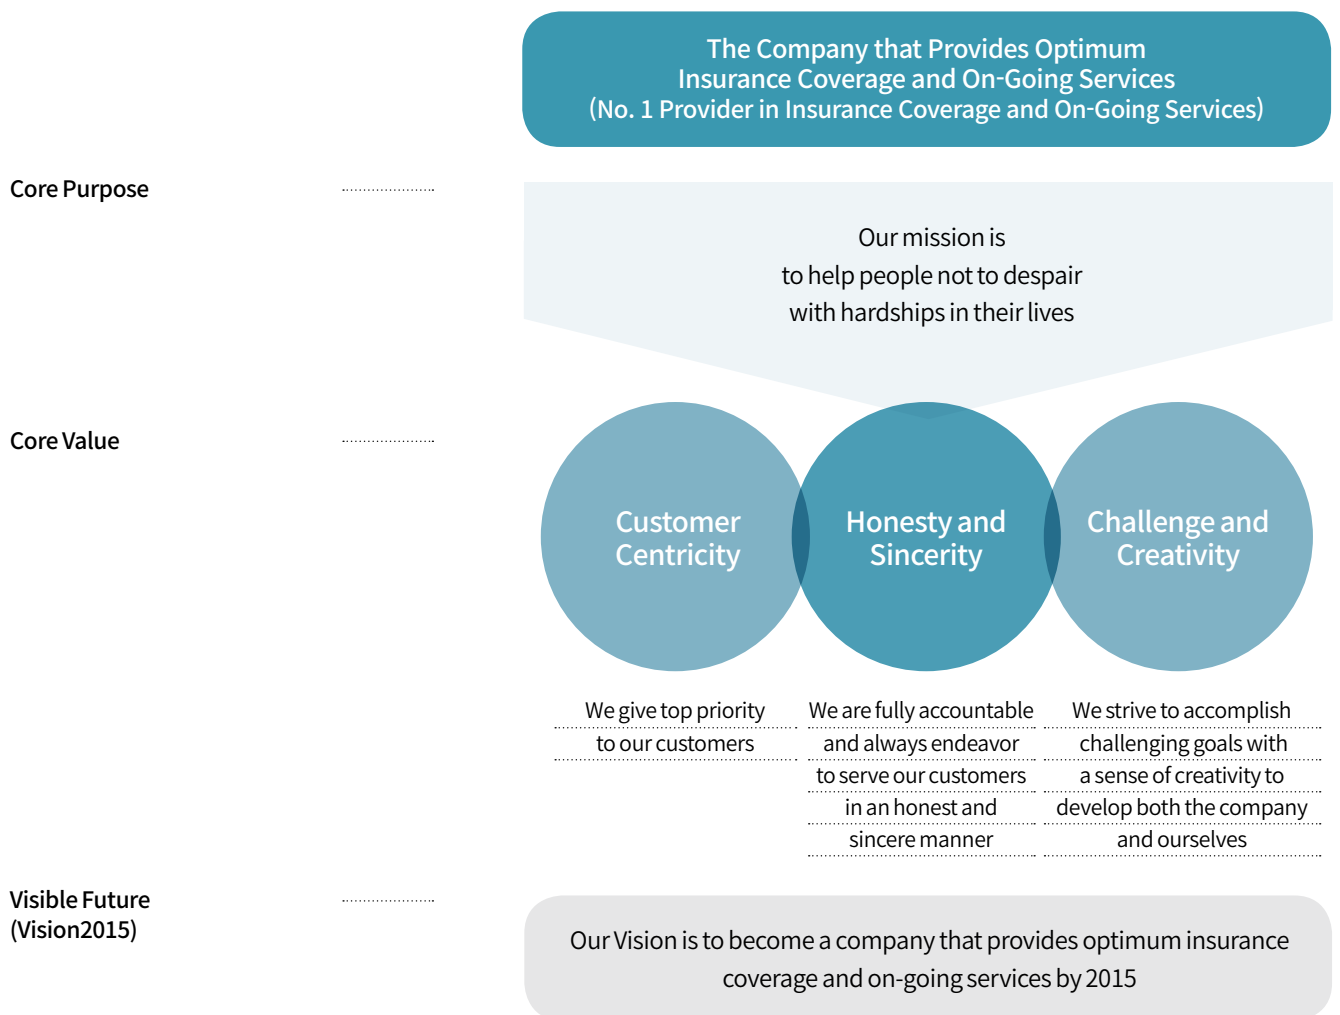 The Company that Provides Optimum
Insurance Coverage and On-Going Services
(No. 1 Provider in Insurance Coverage and On-Going Services)
Core Purpose
Our mission is
to help people not to despair
with hardships in their lives
Core Value
Customer
Centricity
Honesty and
Sincerity
Challenge and
Creativity
We give top priority
to our customers
We are fully accountable
and always endeavor
to serve our customers
in an honest and
sincere manner
We strive to accomplish
challenging goals with
a sense of creativity to
develop both the company
and ourselves
Visible Future
(Vision2015)
Our Vision is to become a company that provides optimum insurance
coverage and on-going services by 2015